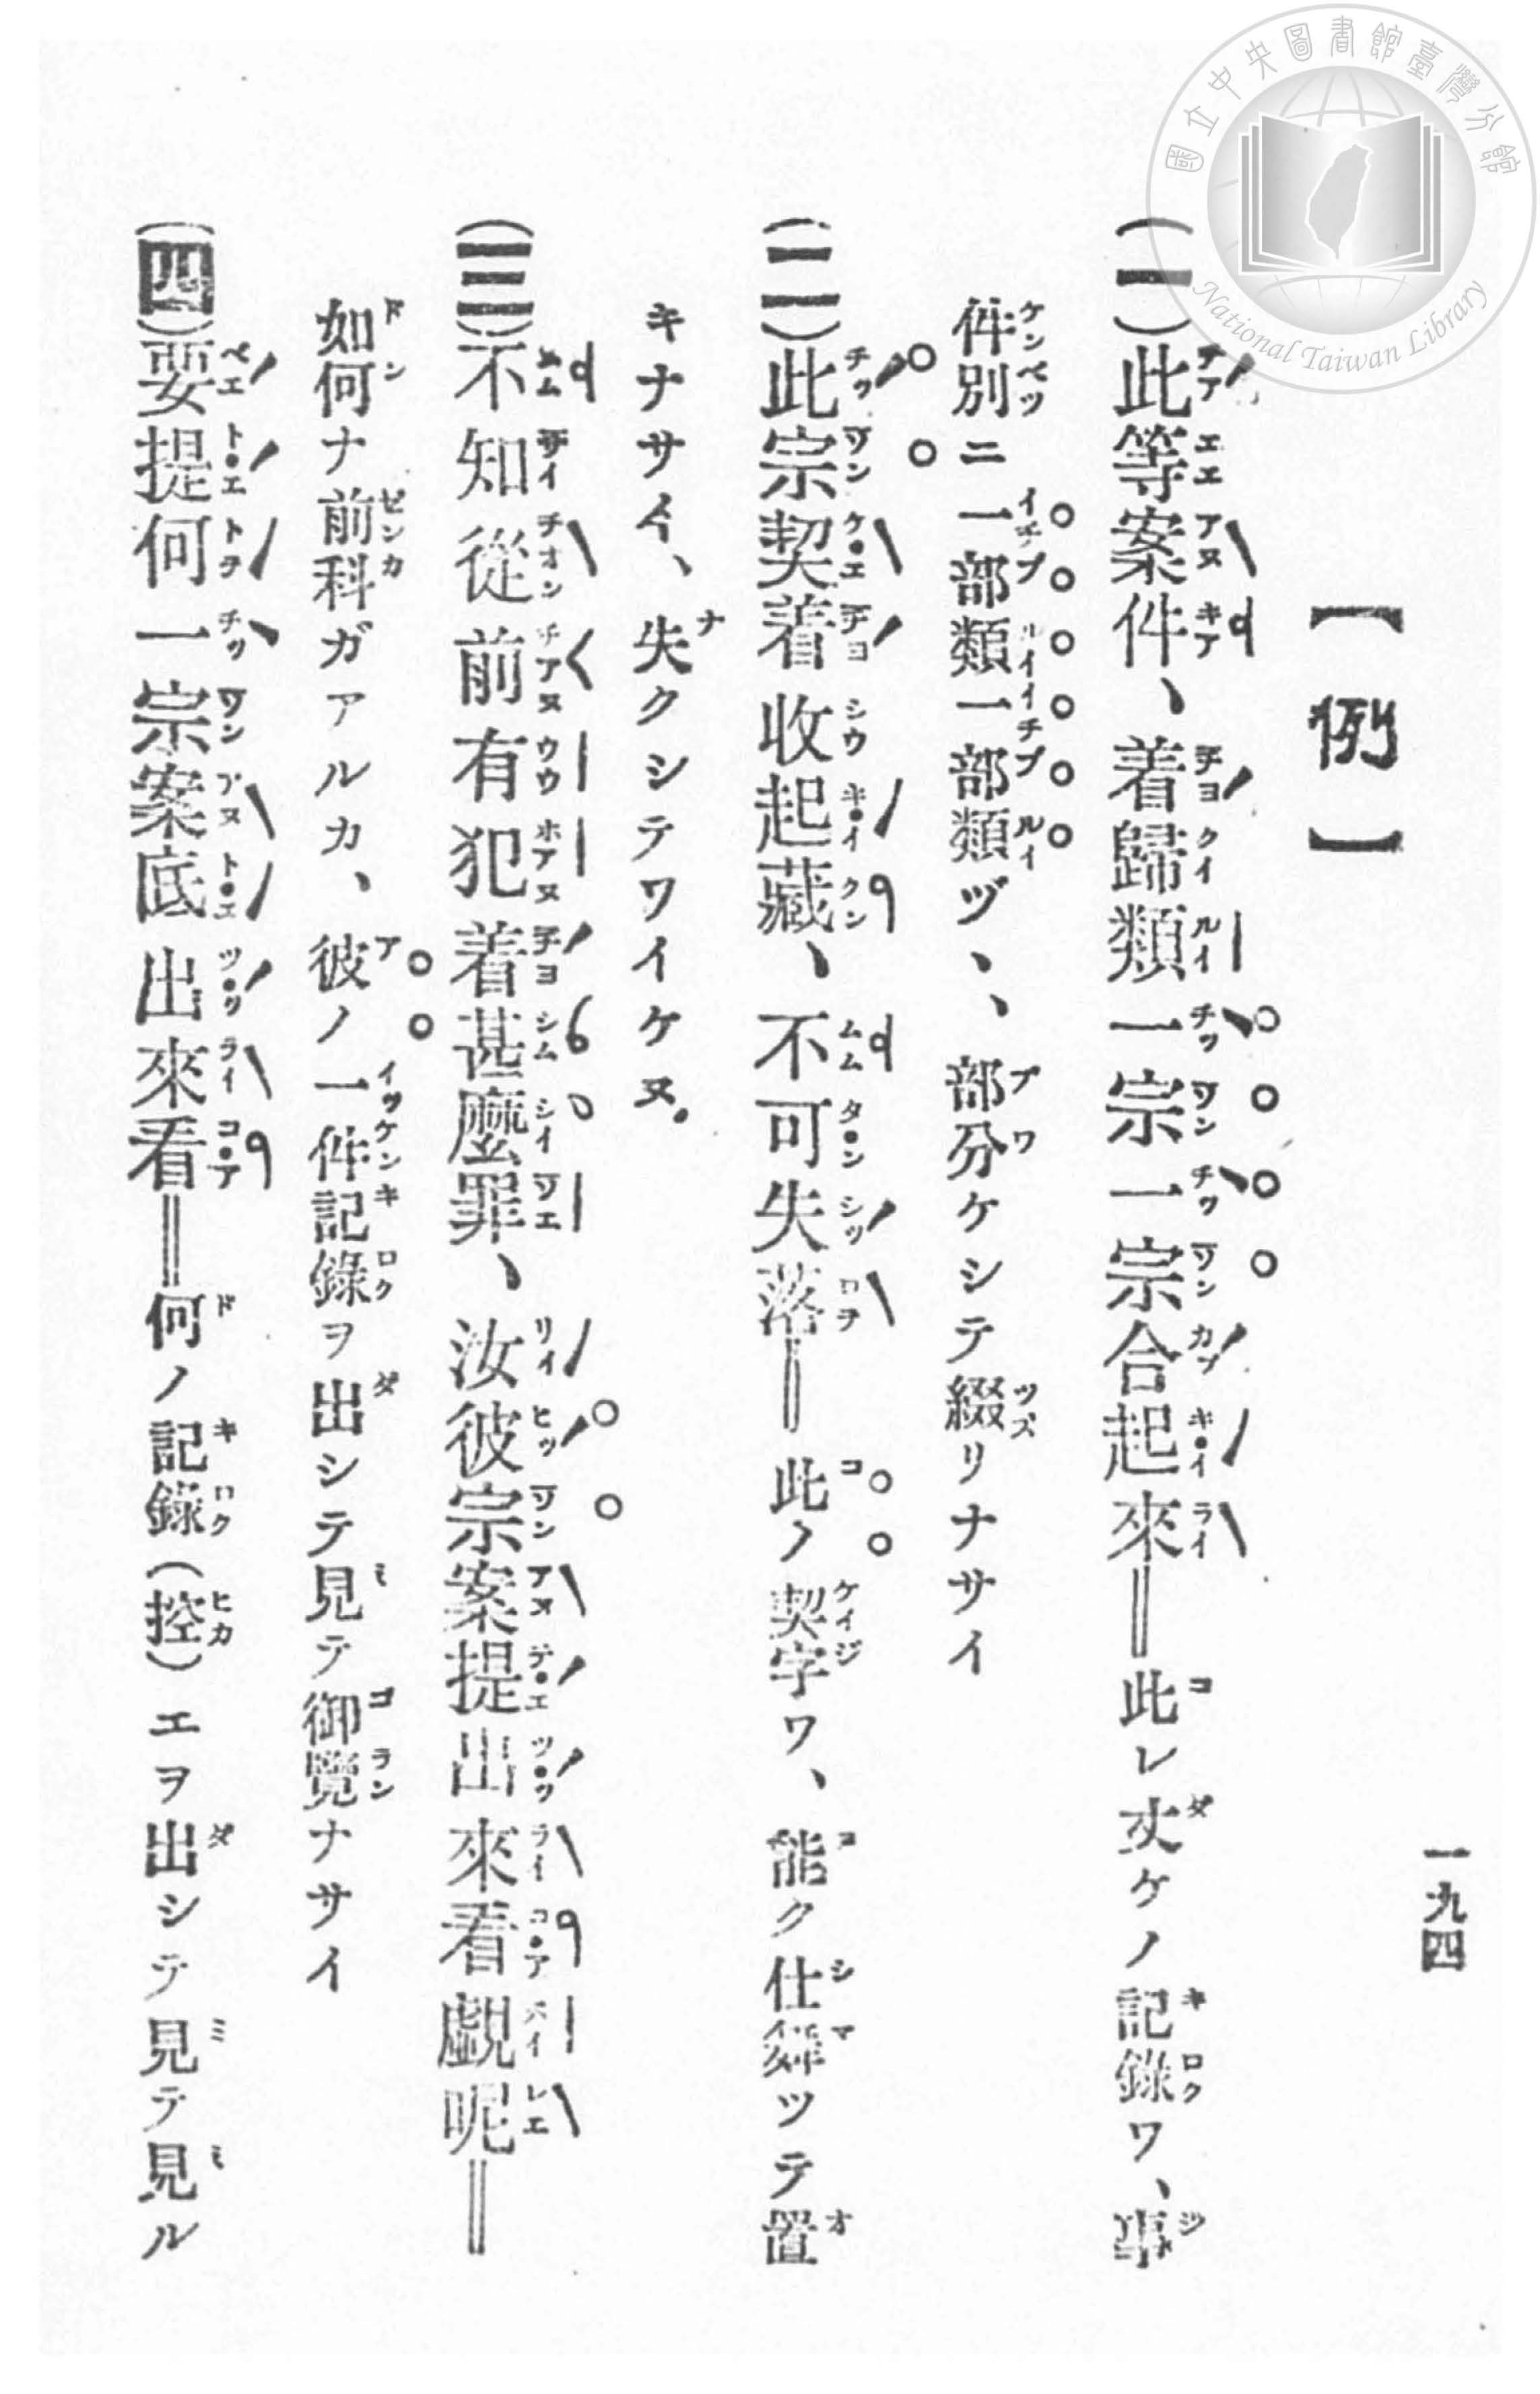 國立中央圖書館臺灣分館
National Taiwan Library
一九四
【例】
(一)此等案件、着歸類一宗一宗合起來‖此レ丈ケノ記錄ワ、事
件別ニ一部類一部類ヅヽ、部分ケシテ綴リナサイ
(二)此宗契着收起藏、不可失落‖此ノ契字ワ、能ク仕舞ツテ置
キナサイ、失クシテワイケヌ。
(三)不知從前有犯着甚麼罪、汝彼宗案提出來看覷呢‖
如何ナ前科ガアルカ、彼ノ一件記錄ヲ出シテ見テ御覽ナサイ
(四)要提何一宗案底出來看‖何ノ記錄(控)エヲ出シテ見テ見ル